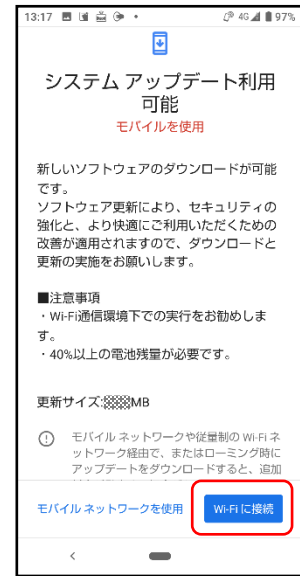 13:17 4G 97%
システム アップデート利用
可能
モバイルを使用
新しいソフトウェアのダウンロードが可能
です。
ソフトウェア更新により、セキュリティの
強化と、より快適にご利用いただくための
改善が適用されますので、ダウンロードと
更新の実施をお願いします。
■注意事項
・Wi-Fi通信環境下での実行をお勧めしま
す。
・40%以上の電池残量が必要です。
更新サイズ:MB
モバイル ネットワークや従量制の Wi-Fi ネ
ットワーク経由で、またはローミング時に
アップデートをダウンロードすると、追加
モバイル ネットワークを使用 Wi-Fi に接続